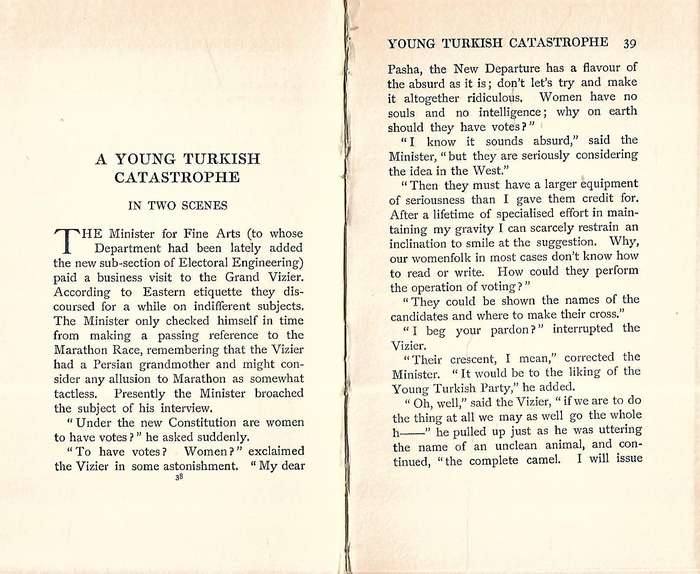 A YOUNG TURKISH
CATASTROPHE
IN TWO SCENES
THE Minister for Fine Arts (to whose
Department had been lately added
the new sub-section of Electoral Engineering)
paid a business visit to the Grand Vizier.
According to Eastern etiquette they dis-
coursed for a while on indifferent subjects.
The Minister only checked himself in time
from making a passing reference to the
Marathon Race, remembering that the Vizier
had a Persian grandmother and might con-
sider any allusion to Marathon as somewhat
tactless. Presently the Minister broached
the subject of his interview.
"Under the new Constitution are women
to have votes?" he asked suddenly.
"To have votes? Women?" exclaimed
the Vizier in some astonishment. "My dear
38
YOUNG TURKISH CATASTROPHE 39
Pasha, the New Departure has a flavour of
the absurd as it is; don't let's try and make
it altogether ridiculous. Women have no
souls and no intelligence; why on earth
should they have votes?"
"I know it sounds absurd," said the
Minister, "but they are seriously considering
the idea in the West."
"Then they must have a larger equipment
of seriousness than I gave them credit for.
After a lifetime of specialised effort in main-
taining my gravity I can scarcely restrain an
inclination to smile at the suggestion. Why,
our womenfolk in most cases don't know how
to read or write. How could they perform
the operation of voting?"
"They could be shown the names of the
candidates and where to make their cross."
"I beg your pardon?" interrupted the
Vizier.
"Their crescent, I mean," corrected the
Minister. "It would be to the liking of the
Young Turkish Party," he added.
"Oh, well," said the Vizier, "if we are to do
the thing at all we may as well go the whole
h——" he pulled up just as he was uttering
the name of an unclean animal, and con-
tinued, "the complete camel. I will issue